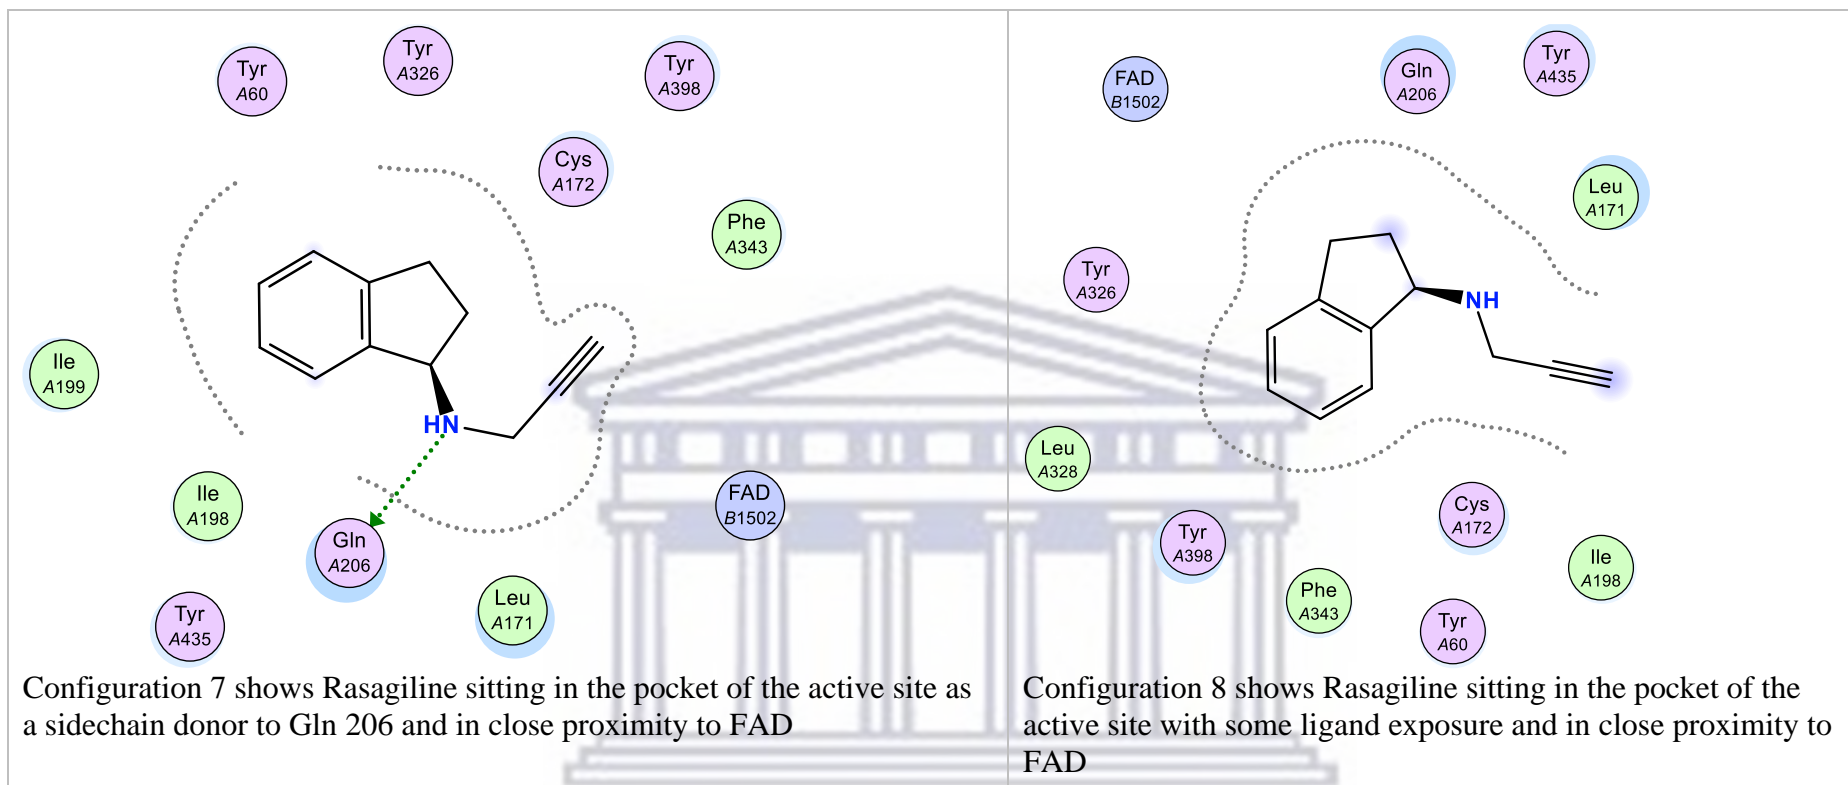 Tyr
A60
Tyr
A326
Tyr
A398
Cys
A172
Phe
A343
Ile
A199
HN
Ile
A198
Gln
A206
FAD
B1502
Tyr
A435
Leu
A171
Configuration 7 shows Rasagiline sitting in the pocket of the active site as
a sidechain donor to Gln 206 and in close proximity to FAD
FAD
B1502
Gln
A206
Tyr
A435
Leu
A171
Tyr
A326
NH
Leu
A328
Tyr
A398
Cys
A172
Ile
A198
Phe
A343
Tyr
A60
Configuration 8 shows Rasagiline sitting in the pocket of the
active site with some ligand exposure and in close proximity to
FAD